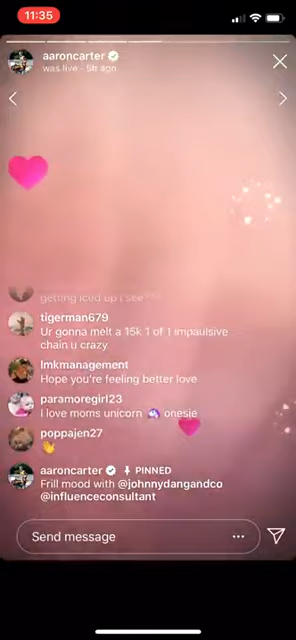 11:35
aaroncarter
was live - 5h ago
getting iced up i see
tigerman679
Ur gonna melt a 15k 1 of 1 impaulsive
chain u crazy
lmkmanagement
Hope you're feeling better love
paramoregirl23
I love moms unicorn 🦄 onesie
poppajen27
👋
aaroncarter PINNED
Frill mood with @johnnydangandco
@influenceconsultant
Send message